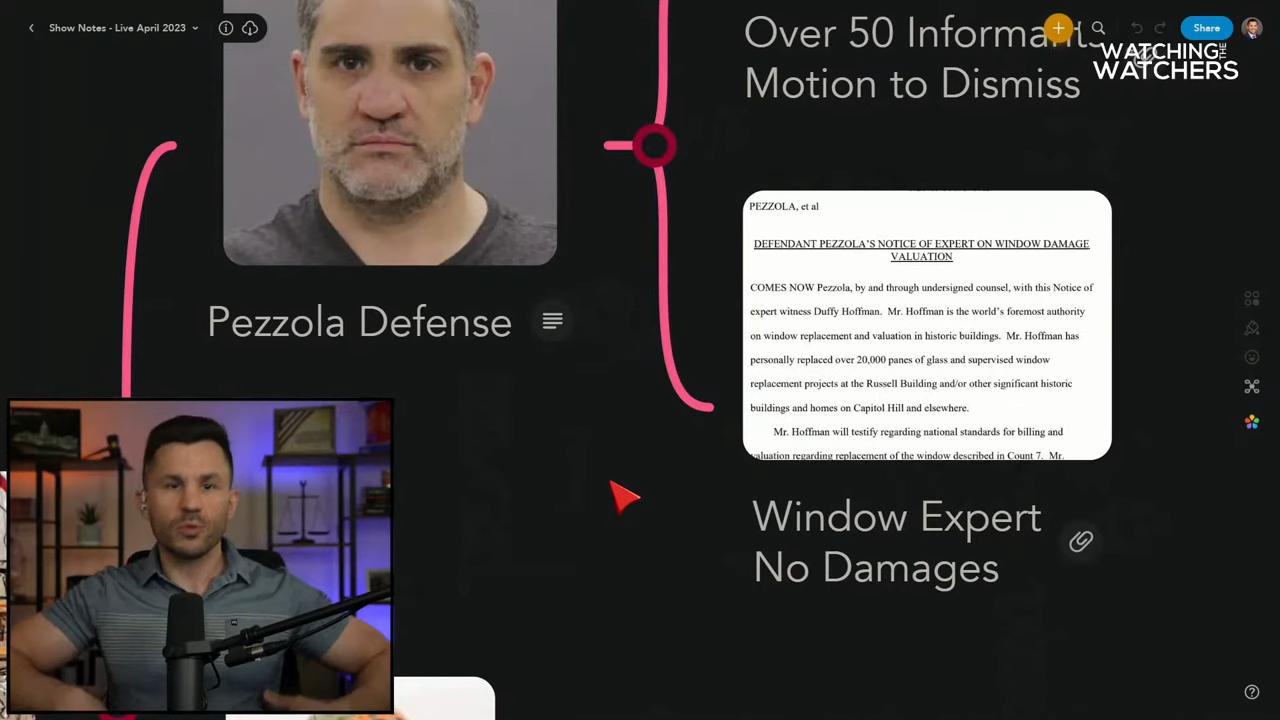 Show Notes - Live April 2023
Share
WATCHING THE
WATCHERS
Over 50 Informants
Motion to Dismiss
PEZZOLA, et al
DEFENDANT PEZZOLA'S NOTICE OF EXPERT ON WINDOW DAMAGE
VALUATION
COMES NOW Pezzola, by and through undersigned counsel, with this Notice of
expert witness Duffy Hoffman. Mr. Hoffman is the world's foremost authority
on window replacement and valuation in historic buildings. Mr. Hoffman has
personally replaced over 20,000 panes of glass and supervised window
replacement projects at the Russell Building and/or other significant historic
buildings and homes on Capitol Hill and elsewhere.
Mr. Hoffman will testify regarding national standards for billing and
valuation regarding replacement of the window described in Count 7. Mr.
Pezzola Defense
Window Expert
No Damages